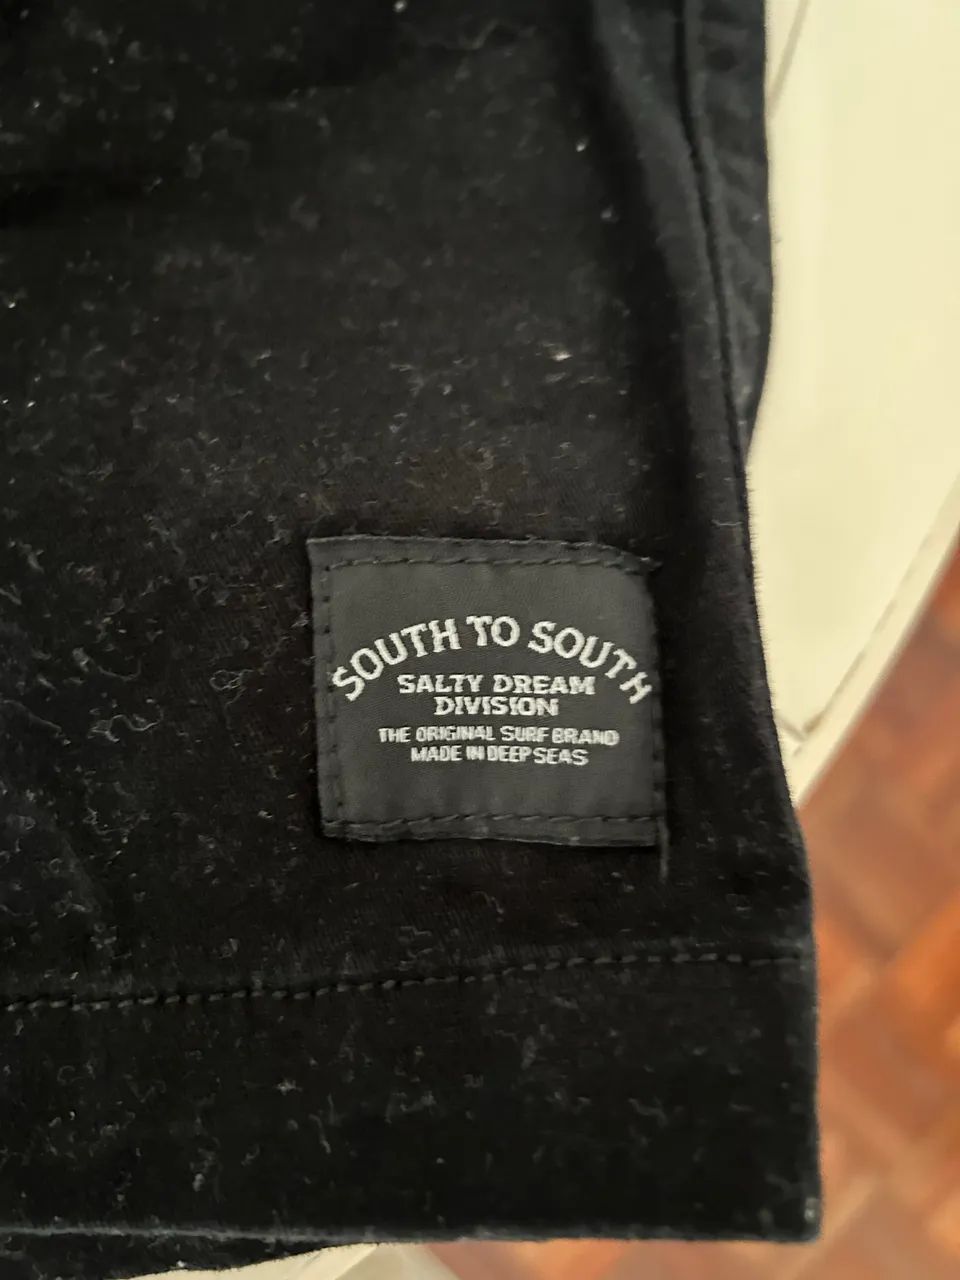 SOUTH TO SOUTH
SALTY DREAM
DIVISION
THE ORIGINAL SURF BRAND
MADE IN DEEP SEAS